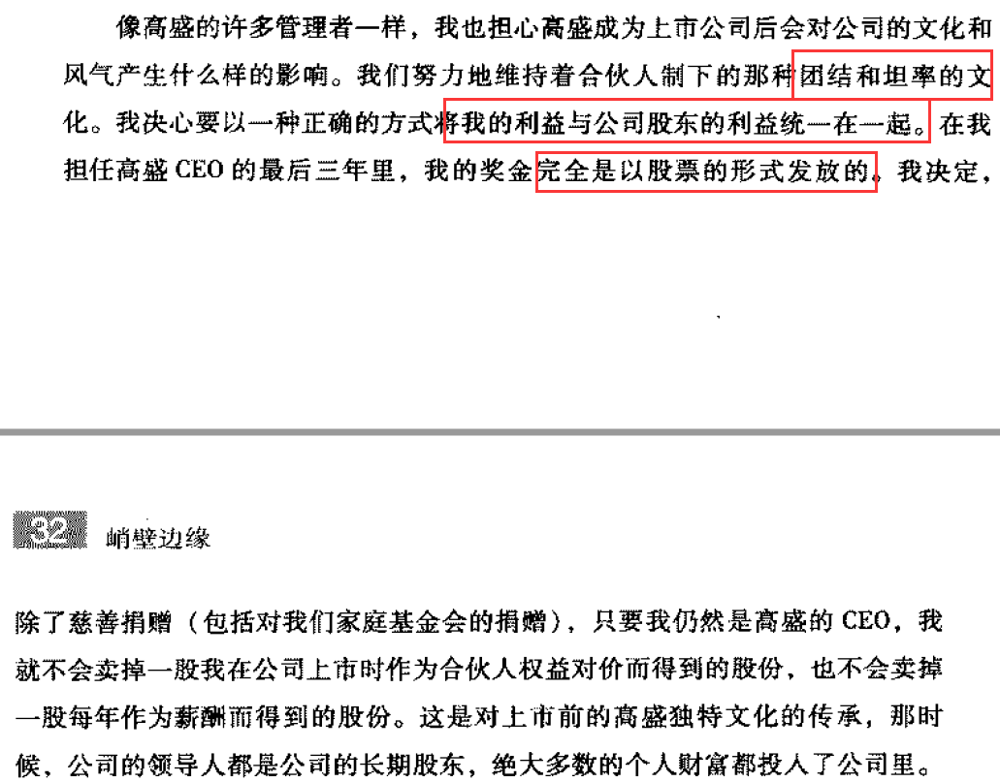 像高盛的许多管理者一样，我也担心高盛成为上市公司后会对公司的文化和
风气产生什么样的影响。我们努力地维持着合伙人制下的那种团结和坦率的文
化。我决心要以一种正确的方式将我的利益与公司股东的利益统一在一起。在我
担任高盛 CEO 的最后三年里，我的奖金完全是以股票的形式发放的。我决定，
32 峭壁边缘
除了慈善捐赠（包括对我们家庭基金会的捐赠），只要我仍然是高盛的 CEO，我
就不会卖掉一股我在公司上市时作为合伙人权益对价而得到的股份，也不会卖掉
一股每年作为薪酬而得到的股份。这是对上市前的高盛独特文化的传承，那时
候，公司的领导人都是公司的长期股东，绝大多数的个人财富都投入了公司里。